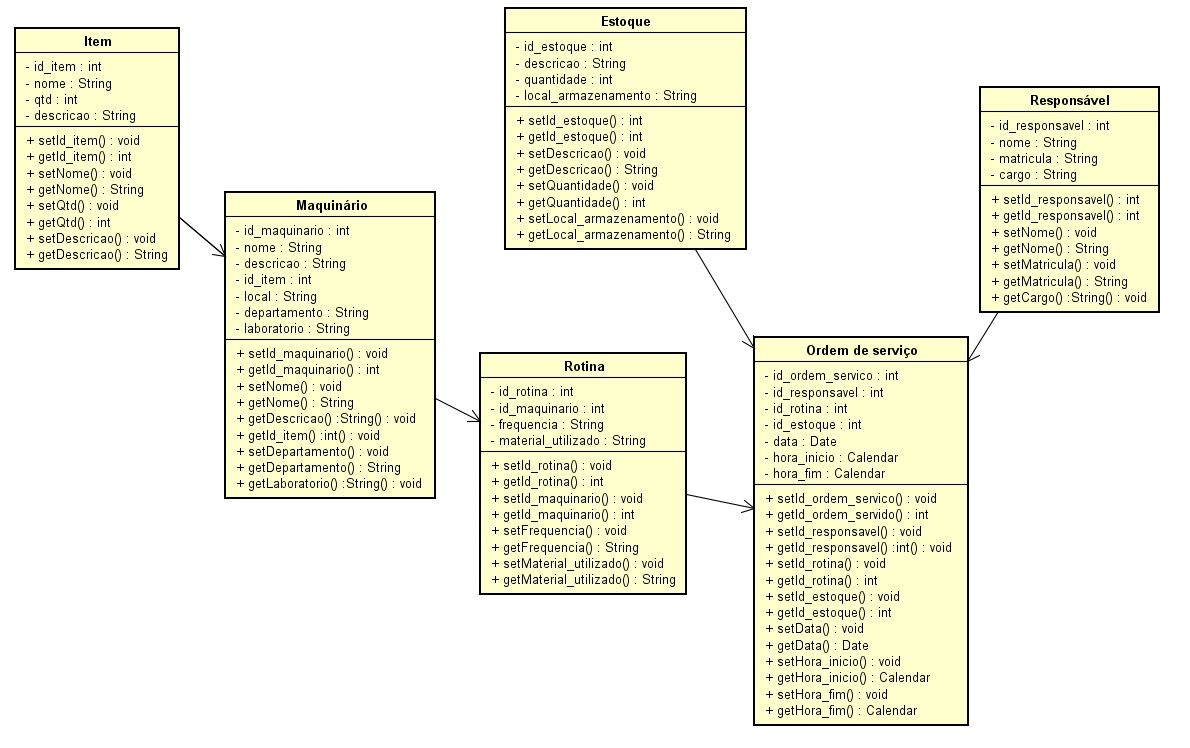 Item
- id_item : int
- nome : String
- qtd : int
- descricao : String
+ setId_item() : void
+ getId_item() : int
+ setNome() : void
+ getNome() : String
+ setQtd() : void
+ getQtd() : int
+ setDescricao() : void
+ getDescricao() : String
Maquinário
- id_maquinario : int
- nome : String
- descricao : String
- id_item : int
- local : String
- departamento : String
- laboratorio : String
+ setId_maquinario() : void
+ getId_maquinario() : int
+ setNome() : void
+ getNome() : String
+ getDescricao() :String() : void
+ getId_item() :int() : void
+ setDepartamento() : void
+ getDepartamento() : String
+ getLaboratorio() :String() : void
Estoque
- id_estoque : int
- descricao : String
- quantidade : int
- local_armazenamento : String
+ setId_estoque() : int
+ getId_estoque() : int
+ setDescricao() : void
+ getDescricao() : String
+ setQuantidade() : void
+ getQuantidade() : int
+ setLocal_armazenamento() : void
+ getLocal_armazenamento() : String
Rotina
- id_rotina : int
- id_maquinario : int
- frequencia : String
- material_utilizado : String
+ setId_rotina() : void
+ getId_rotina() : int
+ setId_maquinario() : void
+ getId_maquinario() : int
+ setFrequencia() : void
+ getFrequencia() : String
+ setMaterial_utilizado() : void
+ getMaterial_utilizado() : String
Responsável
- id_responsavel : int
- nome : String
- matricula : String
- cargo : String
+ setId_responsavel() : int
+ getId_responsavel() : int
+ setNome() : void
+ getNome() : String
+ setMatricula() : void
+ getMatricula() : String
+ getCargo() :String() : void
Ordem de serviço
- id_ordem_servico : int
- id_responsavel : int
- id_rotina : int
- id_estoque : int
- data : Date
- hora_inicio : Calendar
- hora_fim : Calendar
+ setId_ordem_servico() : void
+ getId_ordem_servido() : int
+ setId_responsavel() : void
+ getId_responsavel() :int() : void
+ setId_rotina() : void
+ getId_rotina() : int
+ setId_estoque() : void
+ getId_estoque() : int
+ setData() : void
+ getData() : Date
+ setHora_inicio() : void
+ getHora_inicio() : Calendar
+ setHora_fim() : void
+ getHora_fim() : Calendar